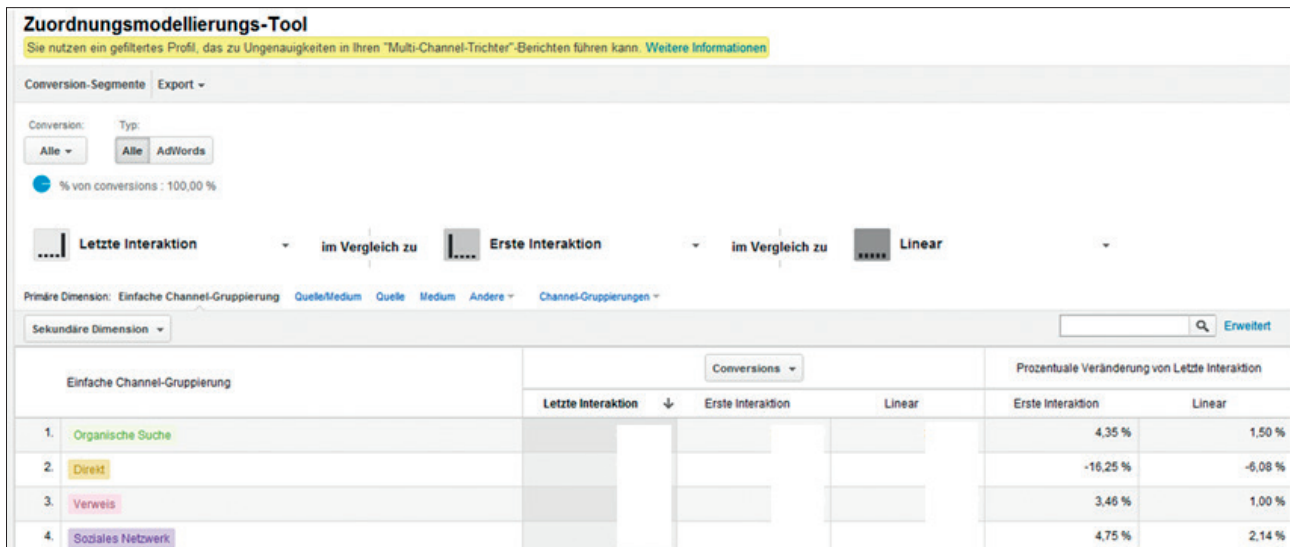 Zuordnungsmodellierungs-Tool
Sie nutzen ein gefiltertes Profil, das zu Ungenauigkeiten in Ihren "Multi-Channel-Trichter"-Berichten führen kann. Weitere Informationen
Conversion-Segmente Export
Conversion: Typ:
Alle Alle AdWords
% von conversions : 100,00 %
Letzte Interaktion im Vergleich zu Erste Interaktion im Vergleich zu Linear
Primäre Dimension: Einfache Channel-Gruppierung Quelle/Medium Quelle Medium Andere Channel-Gruppierungen
Sekundäre Dimension Erweitert
Einfache Channel-Gruppierung Conversions Prozentuale Veränderung von Letzte Interaktion
Letzte Interaktion Erste Interaktion Linear Erste Interaktion Linear
1. Organische Suche 4,35 % 1,50 %
2. Direkt -16,25 % -6,08 %
3. Verweis 3,46 % 1,00 %
4. Soziales Netzwerk 4,75 % 2,14 %